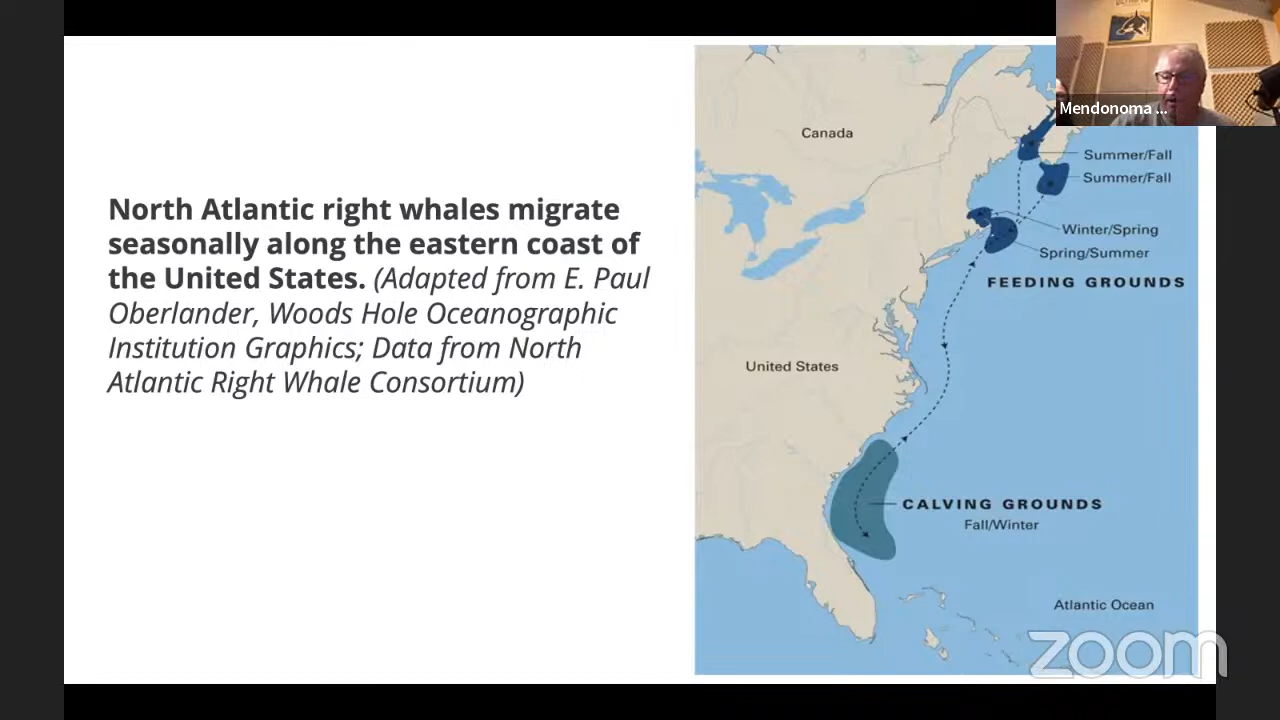 Mendonoma ...
North Atlantic right whales migrate
seasonally along the eastern coast of
the United States. (Adapted from E. Paul
Oberlander, Woods Hole Oceanographic
Institution Graphics; Data from North
Atlantic Right Whale Consortium)
Canada
Summer/Fall
Summer/Fall
Winter/Spring
Spring/Summer
FEEDING GROUNDS
United States
CALVING GROUNDS
Fall/Winter
Atlantic Ocean
zoom